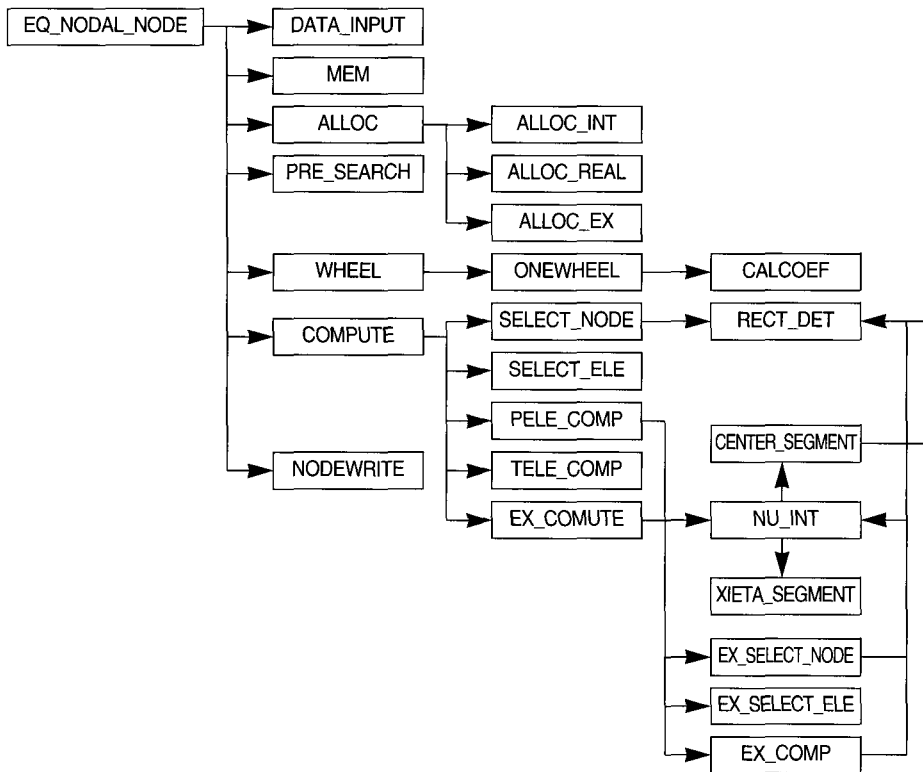 EQ_NODAL_NODE
DATA_INPUT
MEM
ALLOC
ALLOC_INT
PRE_SEARCH
ALLOC_REAL
ALLOC_EX
WHEEL
ONEWHEEL
CALCOEF
COMPUTE
SELECT_NODE
RECT_DET
SELECT_ELE
PELE_COMP
CENTER_SEGMENT
NODEWRITE
TELE_COMP
EX_COMUTE
NU_INT
XIETA_SEGMENT
EX_SELECT_NODE
EX_SELECT_ELE
EX_COMP